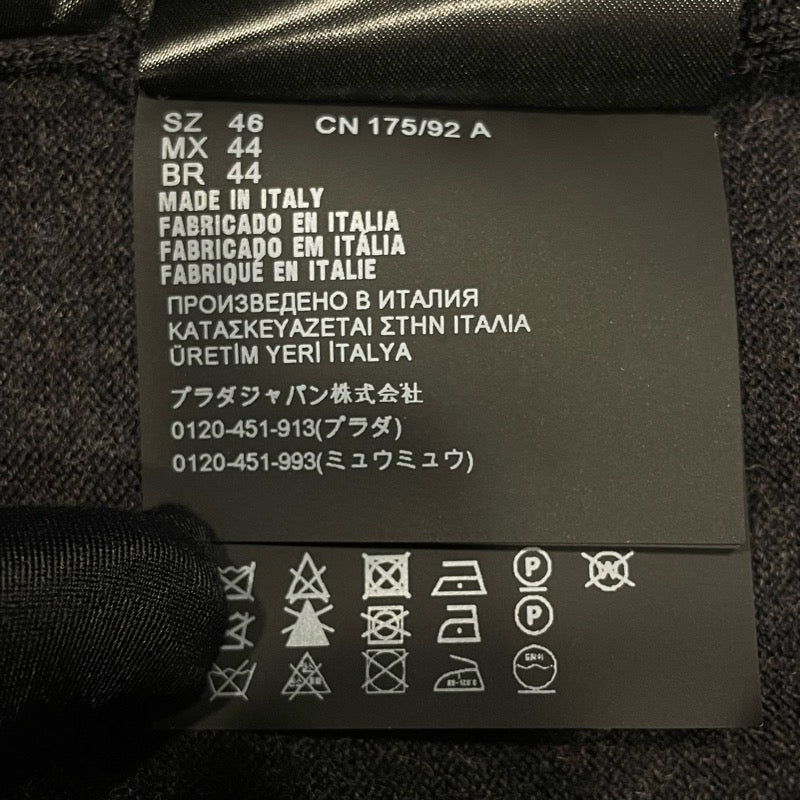 SZ 46 CN 175/92 A
MX 44
BR 44
MADE IN ITALY
FABRICADO EN ITALIA
FABRICADO EM ITÁLIA
FABRIQUÉ EN ITALIE
ПРОИЗВЕДЕНО В ИТАЛИЯ
ΚΑΤΑΣΚΕΥΑΖΕΤΑΙ ΣΤΗΝ ΙΤΑΛΙΑ
ÜRETİM YERİ İTALYA
プラダジャパン株式会社
0120-451-913(プラダ)
0120-451-993(ミュウミュウ)
P W
P